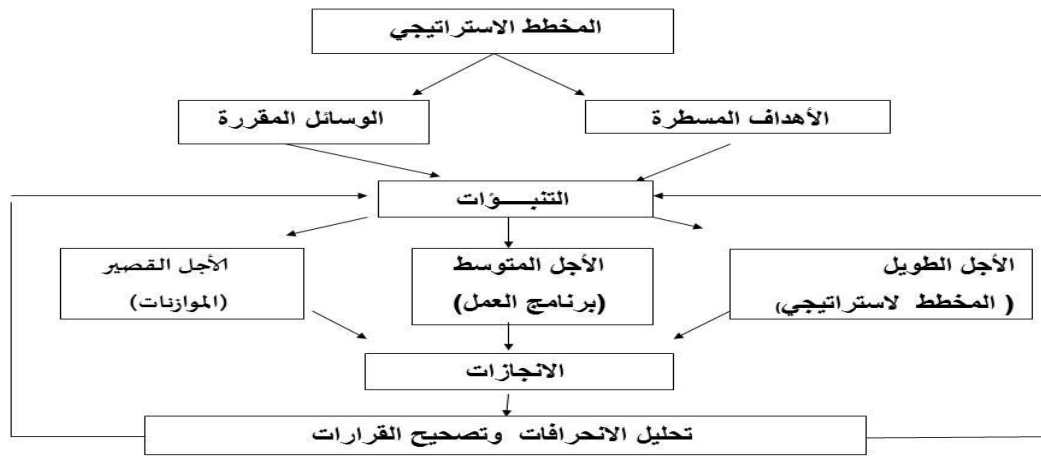 المخطط الاستراتيجي
الأهداف المسطرة
الوسائل المقررة
التنبـــؤات
الأجل الطويل
( المخطط لاستراتيجي)
الأجل المتوسط
(برنامج العمل)
الأجل القصير
(الموازنات)
الانجازات
تحليل الانحرافات وتصحيح القرارات